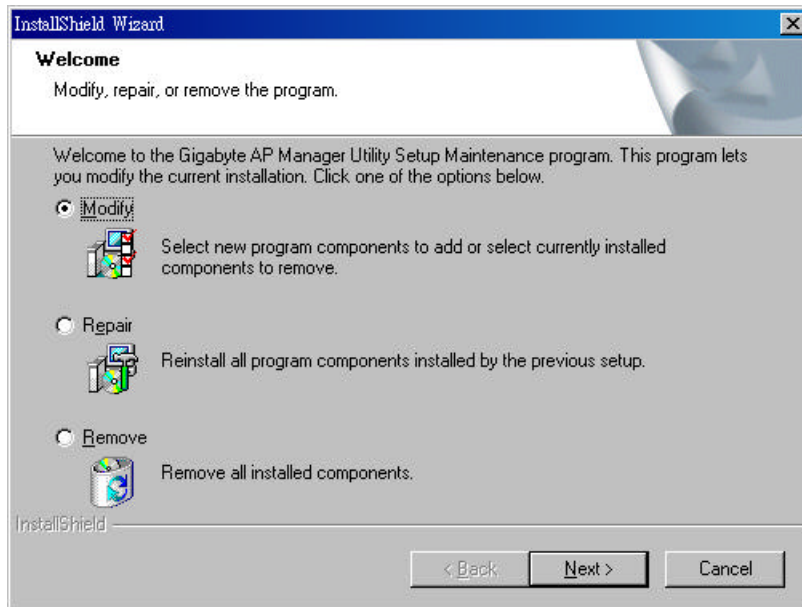 InstallShield Wizard
Welcome
Modify, repair, or remove the program.
Welcome to the Gigabyte AP Manager Utility Setup Maintenance program. This program lets
you modify the current installation. Click one of the options below.
Modify
Select new program components to add or select currently installed
components to remove.
Repair
Reinstall all program components installed by the previous setup.
Remove
Remove all installed components.
InstallShield
< Back
Next >
Cancel